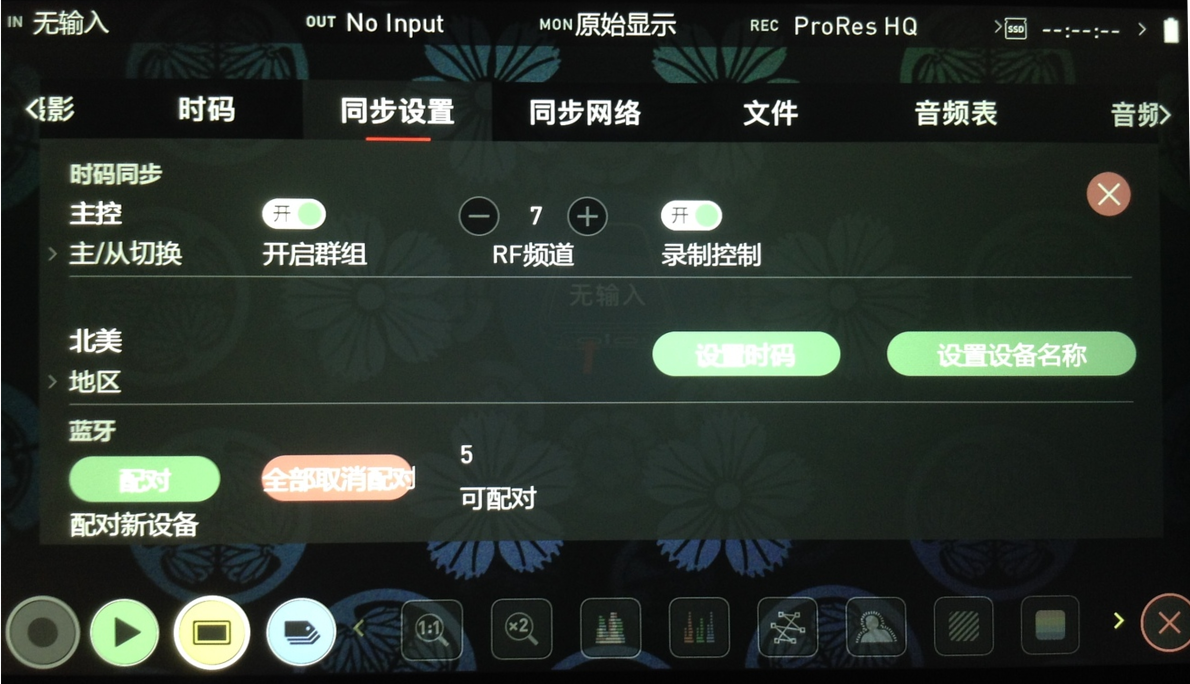 IN 无输入 OUT No Input MON 原始显示 REC ProRes HQ SSD --:--:--
影 时码 同步设置 同步网络 文件 音频表 音频
时码同步
主控 开 7 开
主/从切换 开启群组 RF频道 录制控制
无输入
北美 设置时码 设置设备名称
地区
蓝牙
配对 全部取消配对 5
配对新设备 可配对
1:1 ×2